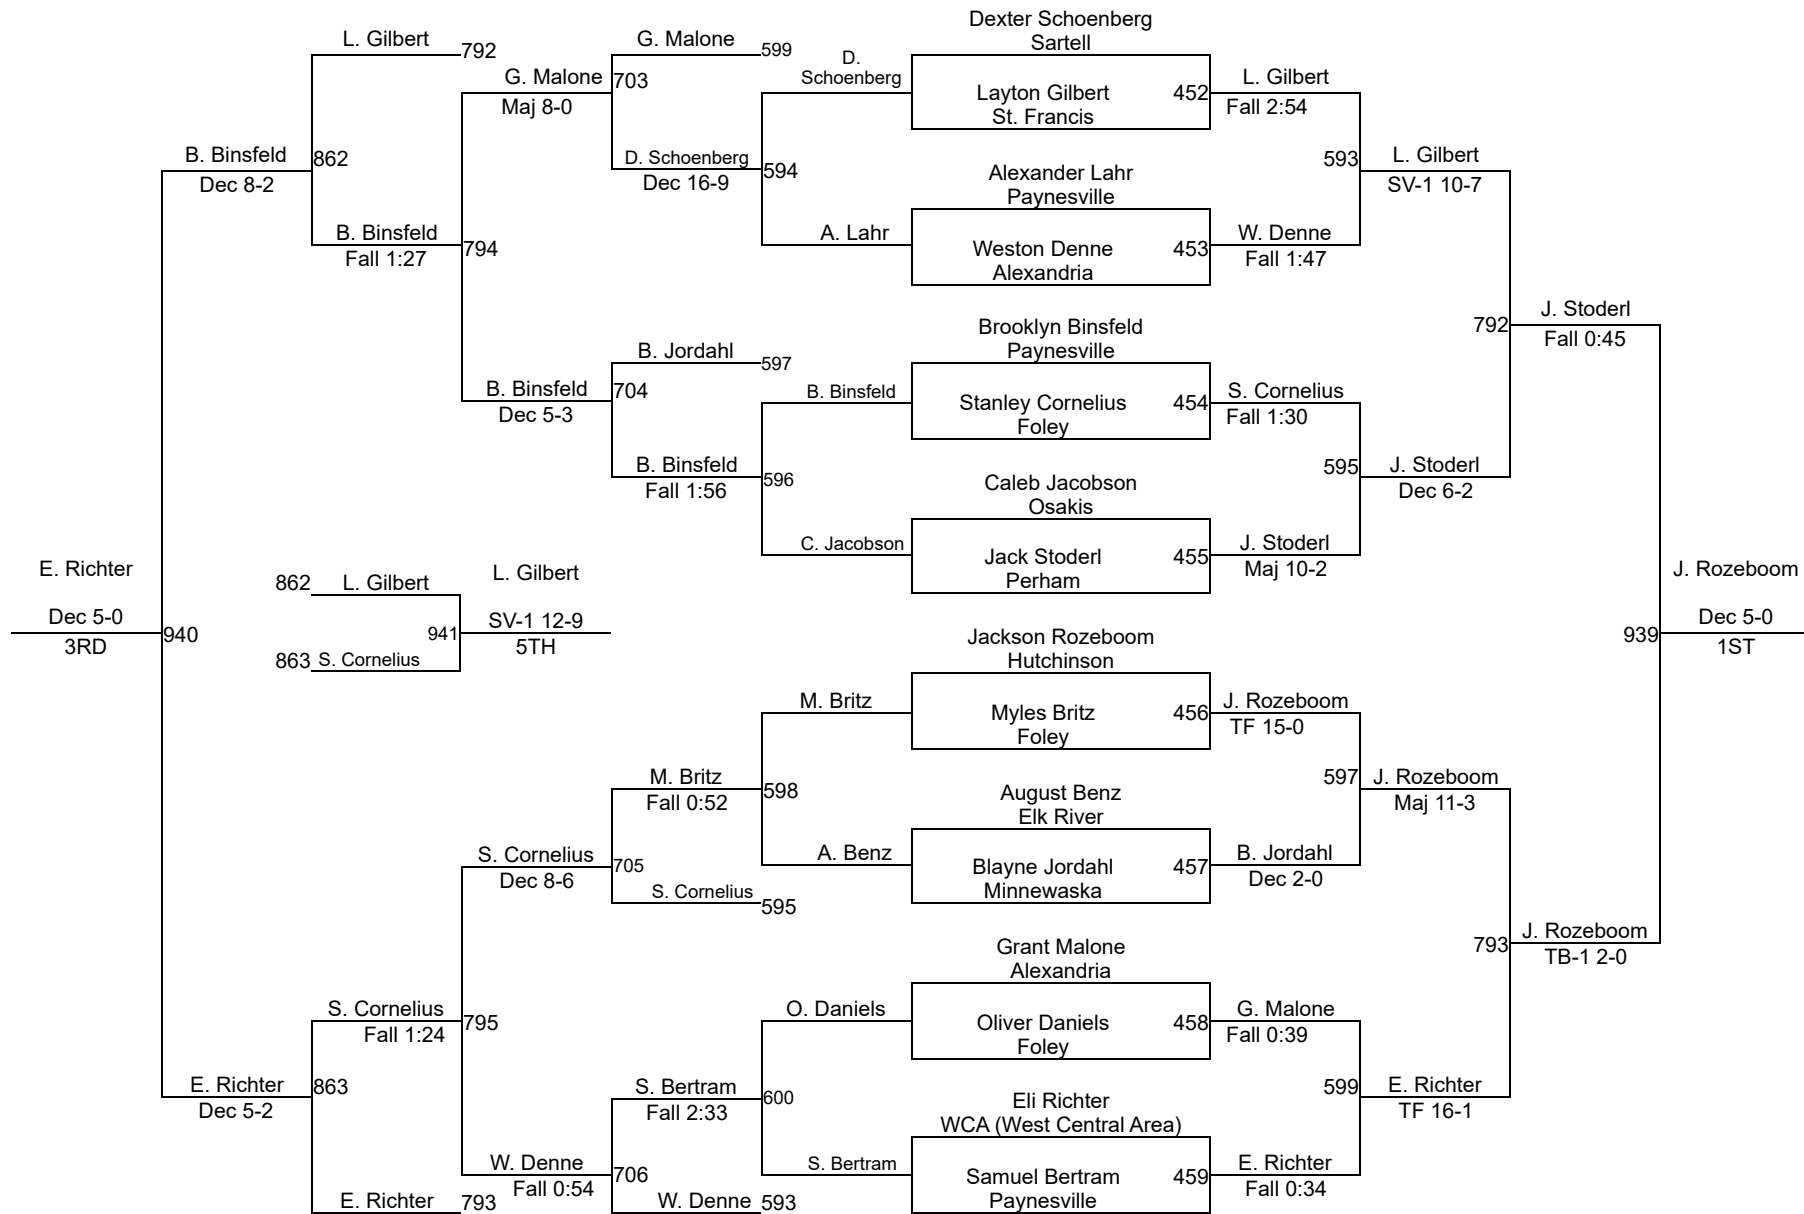 Dexter Schoenberg
Sartell
L. Gilbert
792
G. Malone
599
D.
Schoenberg
G. Malone
703
Maj 8-0
Layton Gilbert
St. Francis
452
L. Gilbert
Fall 2:54
B. Binsfeld
862
Dec 8-2
D. Schoenberg
594
Dec 16-9
Alexander Lahr
Paynesville
593
L. Gilbert
SV-1 10-7
B. Binsfeld
794
Fall 1:27
A. Lahr
Weston Denne
Alexandria
453
W. Denne
Fall 1:47
792
J. Stoderl
Fall 0:45
Brooklyn Binsfeld
Paynesville
B. Jordahl
597
B. Binsfeld
704
Dec 5-3
B. Binsfeld
Stanley Cornelius
Foley
454
S. Cornelius
Fall 1:30
B. Binsfeld
596
Fall 1:56
Caleb Jacobson
Osakis
595
J. Stoderl
Dec 6-2
C. Jacobson
Jack Stoderl
Perham
455
J. Stoderl
Maj 10-2
E. Richter
Dec 5-0
3RD
940
862
L. Gilbert
863
S. Cornelius
941
L. Gilbert
SV-1 12-9
5TH
939
J. Rozeboom
Dec 5-0
1ST
Jackson Rozeboom
Hutchinson
M. Britz
Myles Britz
Foley
456
J. Rozeboom
TF 15-0
M. Britz
598
Fall 0:52
August Benz
Elk River
597
J. Rozeboom
Maj 11-3
S. Cornelius
705
Dec 8-6
S. Cornelius
595
A. Benz
Blayne Jordahl
Minnewaska
457
B. Jordahl
Dec 2-0
793
J. Rozeboom
TB-1 2-0
Grant Malone
Alexandria
S. Cornelius
795
Fall 1:24
O. Daniels
Oliver Daniels
Foley
458
G. Malone
Fall 0:39
E. Richter
863
Dec 5-2
S. Bertram
600
Fall 2:33
Eli Richter
WCA (West Central Area)
599
E. Richter
TF 16-1
W. Denne
706
Fall 0:54
S. Bertram
Samuel Bertram
Paynesville
459
E. Richter
Fall 0:34
E. Richter
793
W. Denne
593